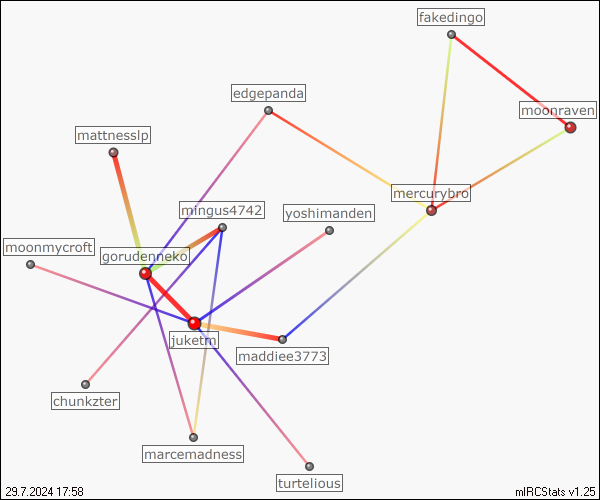 fakedingo
edgepanda
moonraven
mattnesslp
mercurybro
mingus4742
yoshimanden
moonmycroft
gorudenneko
juketm
maddiee3773
chunkzter
marcemadness
turtelious
29.7.2024 17:58
mIRCStats v1.25